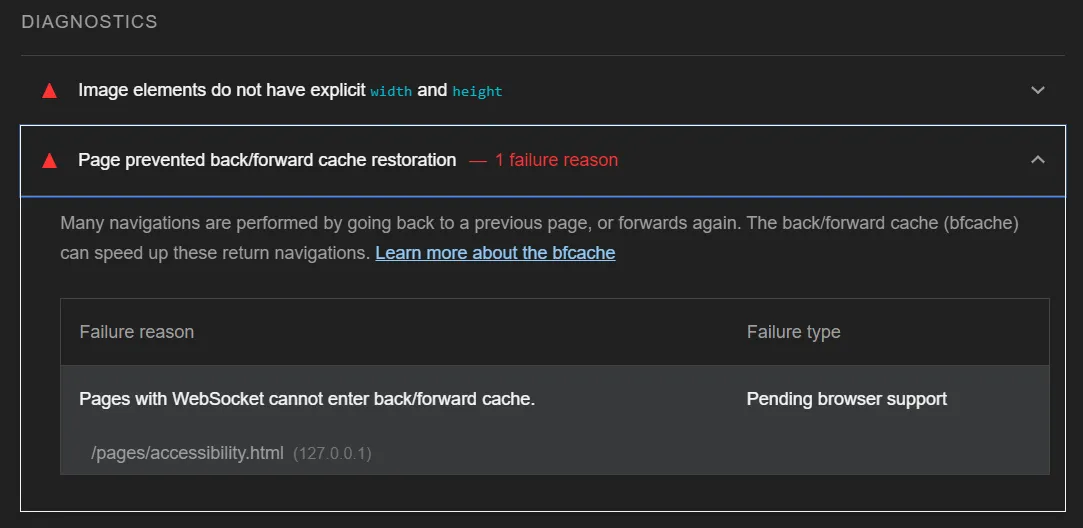 DIAGNOSTICS
Image elements do not have explicit width and height
Page prevented back/forward cache restoration — 1 failure reason
Many navigations are performed by going back to a previous page, or forwards again. The back/forward cache (bfcache)
can speed up these return navigations. Learn more about the bfcache
Failure reason Failure type
Pages with WebSocket cannot enter back/forward cache. Pending browser support
/pages/accessibility.html (127.0.0.1)